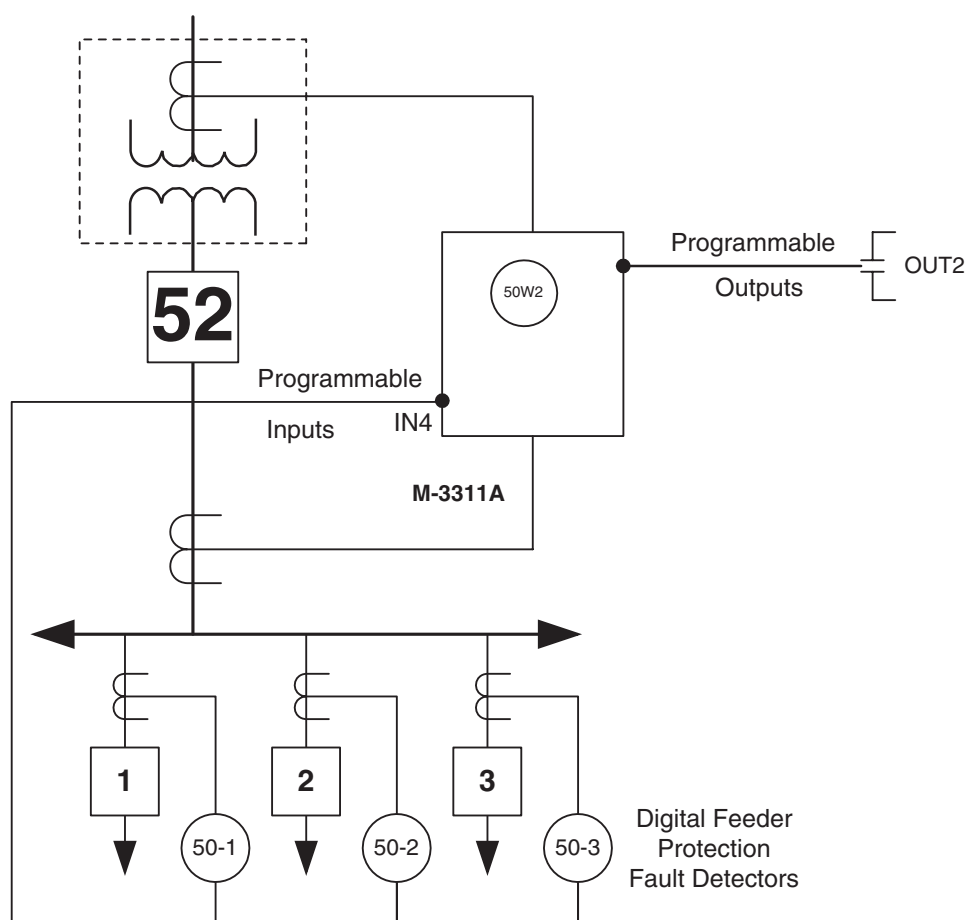 50W2
Programmable
Outputs
OUT2
52
Programmable
Inputs
IN4
M-3311A
1
2
3
50-1
50-2
50-3
Digital Feeder
Protection
Fault Detectors